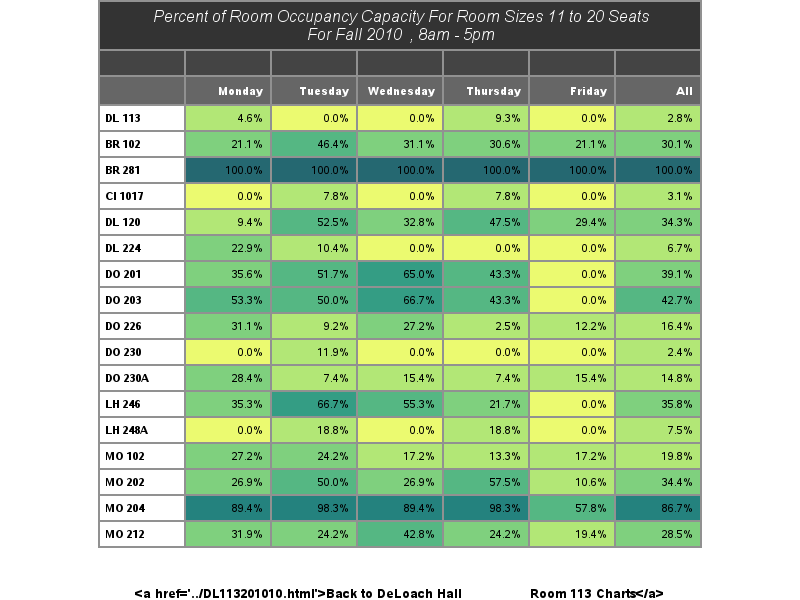 Percent of Room Occupancy Capacity For Room Sizes 11 to 20 Seats
For Fall 2010 , 8am - 5pm
Monday Tuesday Wednesday Thursday Friday All
DL 113 4.6% 0.0% 0.0% 9.3% 0.0% 2.8%
BR 102 21.1% 46.4% 31.1% 30.6% 21.1% 30.1%
BR 281 100.0% 100.0% 100.0% 100.0% 100.0% 100.0%
CI 1017 0.0% 7.8% 0.0% 7.8% 0.0% 3.1%
DL 120 9.4% 52.5% 32.8% 47.5% 29.4% 34.3%
DL 224 22.9% 10.4% 0.0% 0.0% 0.0% 6.7%
DO 201 35.6% 51.7% 65.0% 43.3% 0.0% 39.1%
DO 203 53.3% 50.0% 66.7% 43.3% 0.0% 42.7%
DO 226 31.1% 9.2% 27.2% 2.5% 12.2% 16.4%
DO 230 0.0% 11.9% 0.0% 0.0% 0.0% 2.4%
DO 230A 28.4% 7.4% 15.4% 7.4% 15.4% 14.8%
LH 246 35.3% 66.7% 55.3% 21.7% 0.0% 35.8%
LH 248A 0.0% 18.8% 0.0% 18.8% 0.0% 7.5%
MO 102 27.2% 24.2% 17.2% 13.3% 17.2% 19.8%
MO 202 26.9% 50.0% 26.9% 57.5% 10.6% 34.4%
MO 204 89.4% 98.3% 89.4% 98.3% 57.8% 86.7%
MO 212 31.9% 24.2% 42.8% 24.2% 19.4% 28.5%
<a href='../DL113201010.html'>Back to DeLoach Hall Room 113 Charts</a>